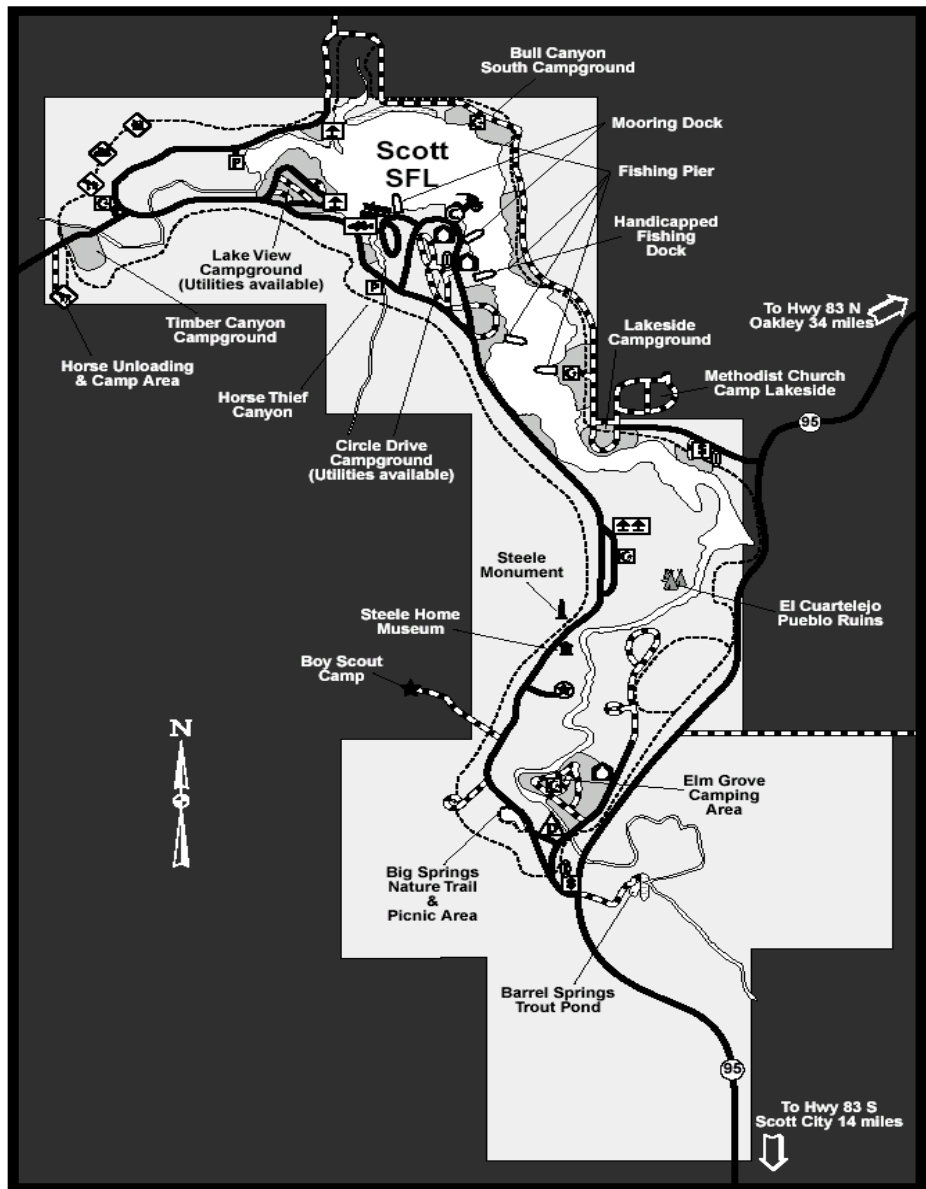 Bull Canyon
South Campground
Mooring Dock
Scott
SFL
Fishing Pier
Handicapped
Fishing
Dock
P
Lake View
Campground
(Utilities available)
To Hwy 83 N
Oakley 34 miles
P
Timber Canyon
Campground
Lakeside
Campground
Horse Unloading
& Camp Area
Methodist Church
Camp Lakeside
Horse Thief
Canyon
95
Circle Drive
Campground
(Utilities available)
$
Steele
Monument
El Cuartelejo
Pueblo Ruins
Steele Home
Museum
Boy Scout
Camp
N
Elm Grove
Camping
Area
P
Big Springs
Nature Trail
&
Picnic Area
$
Barrel Springs
Trout Pond
95
To Hwy 83 S
Scott City 14 miles